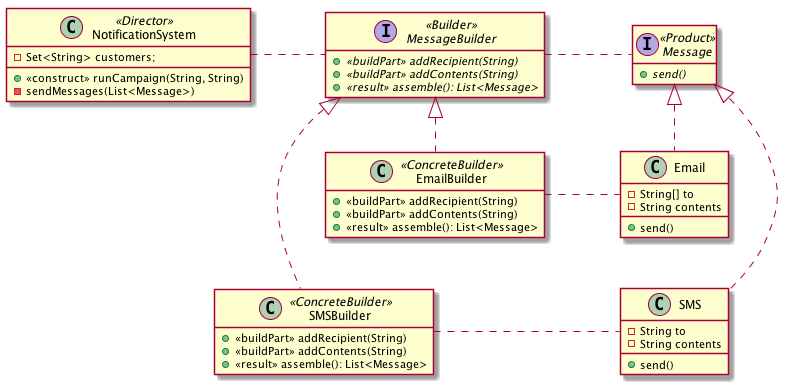 C
«Director»
NotificationSystem
Set<String> customers;
«construct» runCampaign(String, String)
sendMessages(List<Message>)
I
«Builder»
MessageBuilder
«buildPart» addRecipient(String)
«buildPart» addContents(String)
«result» assemble(): List<Message>
I
«Product»
Message
send()
C
«ConcreteBuilder»
EmailBuilder
«buildPart» addRecipient(String)
«buildPart» addContents(String)
«result» assemble(): List<Message>
C
Email
String[] to
String contents
send()
C
«ConcreteBuilder»
SMSBuilder
«buildPart» addRecipient(String)
«buildPart» addContents(String)
«result» assemble(): List<Message>
C
SMS
String to
String contents
send()